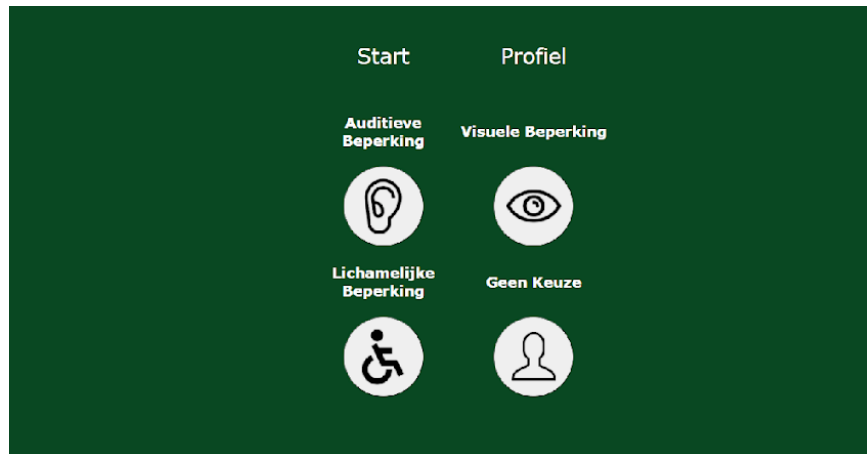 Start Profiel
Auditieve
Beperking
Visuele Beperking
Lichamelijke
Beperking
Geen Keuze